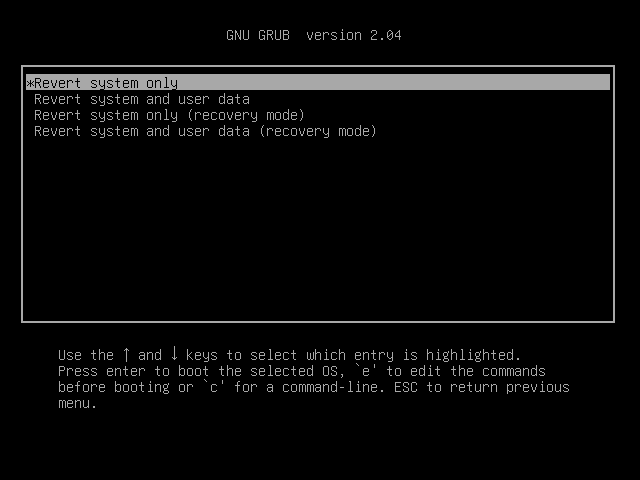 GNU GRUB  version 2.04
*Revert system only
Revert system and user data
Revert system only (recovery mode)
Revert system and user data (recovery mode)
Use the ↑ and ↓ keys to select which entry is highlighted.
Press enter to boot the selected OS, `e' to edit the commands
before booting or `c' for a command-line. ESC to return previous
menu.